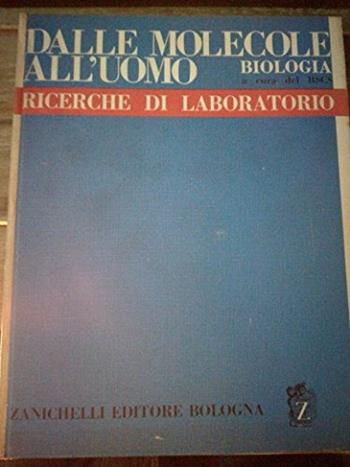 DALLE MOLECOLE
ALL'UOMO BIOLOGIA
a cura del BSCS
RICERCHE DI LABORATORIO
ZANICHELLI EDITORE BOLOGNA
Z